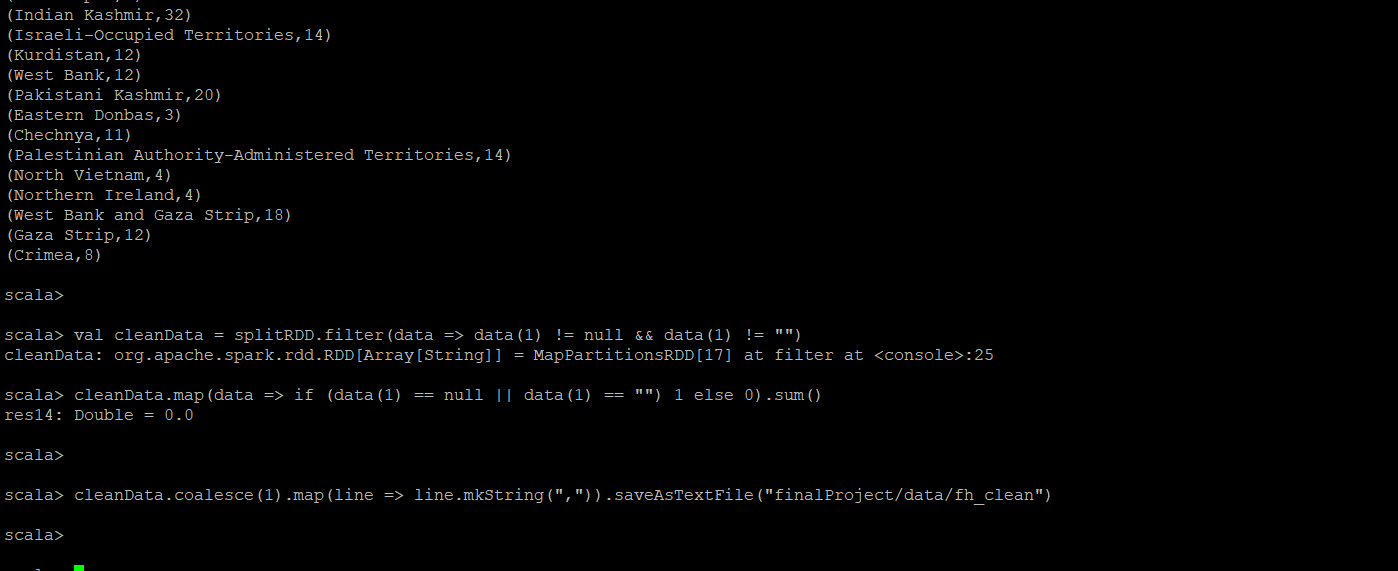 (Indian Kashmir,32)
(Israeli-Occupied Territories,14)
(Kurdistan,12)
(West Bank,12)
(Pakistani Kashmir,20)
(Eastern Donbas,3)
(Chechnya,11)
(Palestinian Authority-Administered Territories,14)
(North Vietnam,4)
(Northern Ireland,4)
(West Bank and Gaza Strip,18)
(Gaza Strip,12)
(Crimea,8)
scala>
scala> val cleanData = splitRDD.filter(data => data(1) != null && data(1) != "")
cleanData: org.apache.spark.rdd.RDD[Array[String]] = MapPartitionsRDD[17] at filter at <console>:25
scala> cleanData.map(data => if (data(1) == null || data(1) == "") 1 else 0).sum()
res14: Double = 0.0
scala>
scala> cleanData.coalesce(1).map(line => line.mkString(",")).saveAsTextFile("finalProject/data/fh_clean")
scala>